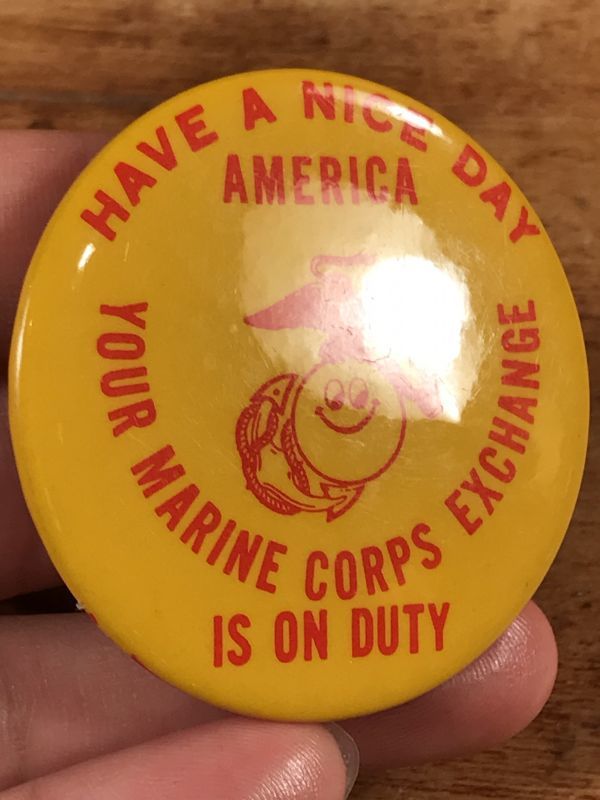 HAVE A NICE DAY
AMERICA
YOUR MARINE CORPS EXCHANGE
IS ON DUTY